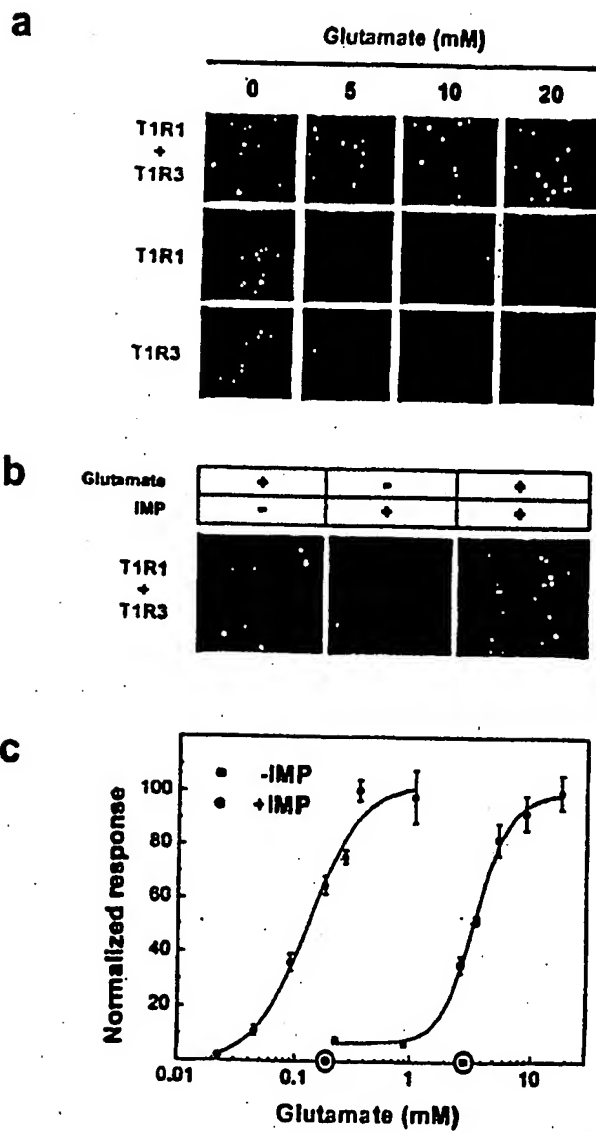 a
Glutamate (mM)
0 5 10 20
T1R1
+
T1R3
T1R1
T1R3
b
Glutamate + - +
IMP - + +
T1R1
+
T1R3
c
Normalized response
100
80
60
40
20
-IMP
+IMP
0.01 0.1 1 10
Glutamate (mM)